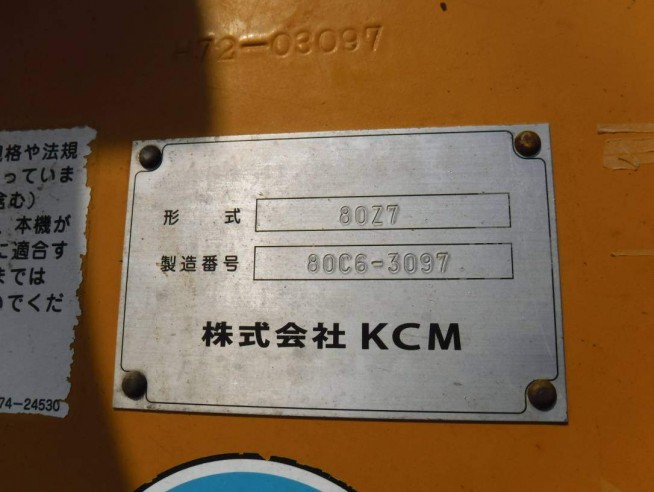 H72-03097
規格や法規
っていま
含む)
本機が
に適合す
までは
いでくだ
74-24530
形 式 80Z7
製造番号 80C6-3097
株式会社 KCM